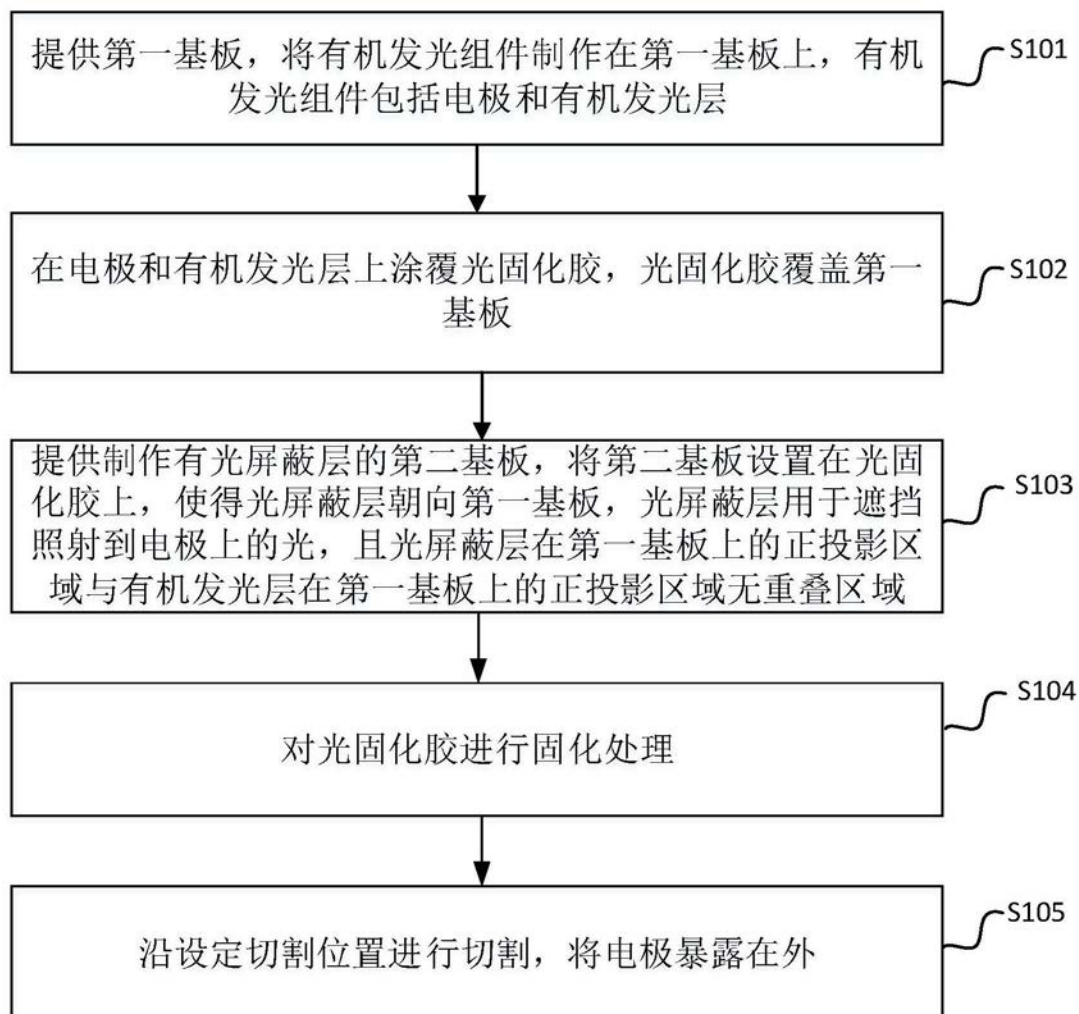 提供第一基板，将有机发光组件制作在第一基板上，有机
发光组件包括电极和有机发光层
S101
在电极和有机发光层上涂覆光固化胶，光固化胶覆盖第一
基板
S102
提供制作有光屏蔽层的第二基板，将第二基板设置在光固
化胶上，使得光屏蔽层朝向第一基板，光屏蔽层用于遮挡
照射到电极上的光，且光屏蔽层在第一基板上的正投影区
域与有机发光层在第一基板上的正投影区域无重叠区域
S103
对光固化胶进行固化处理
S104
沿设定切割位置进行切割，将电极暴露在外
S105